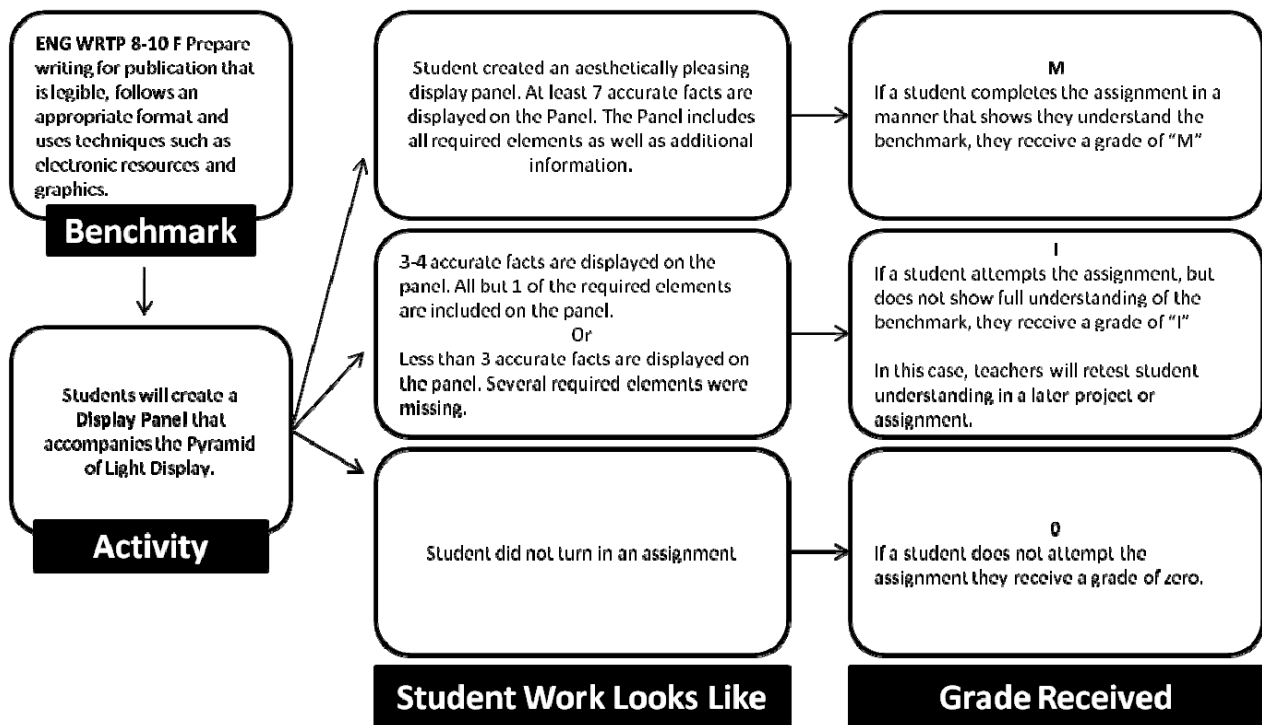 ENG WRTP 8-10 F Prepare
writing for publication that
is legible, follows an
appropriate format and
uses techniques such as
electronic resources and
graphics.
Benchmark
Students will create a
Display Panel that
accompanies the Pyramid
of Light Display.
Activity
Student created an aesthetically pleasing
display panel. At least 7 accurate facts are
displayed on the Panel. The Panel includes
all required elements as well as additional
information.
3-4 accurate facts are displayed on the
panel. All but 1 of the required elements
are included on the panel.
Or
Less than 3 accurate facts are displayed on
the panel. Several required elements were
missing.
Student did not turn in an assignment
Student Work Looks Like
M
If a student completes the assignment in a
manner that shows they understand the
benchmark, they receive a grade of “M”
I
If a student attempts the assignment, but
does not show full understanding of the
benchmark, they receive a grade of “I”
In this case, teachers will retest student
understanding in a later project or
assignment.
0
If a student does not attempt the
assignment they receive a grade of zero.
Grade Received